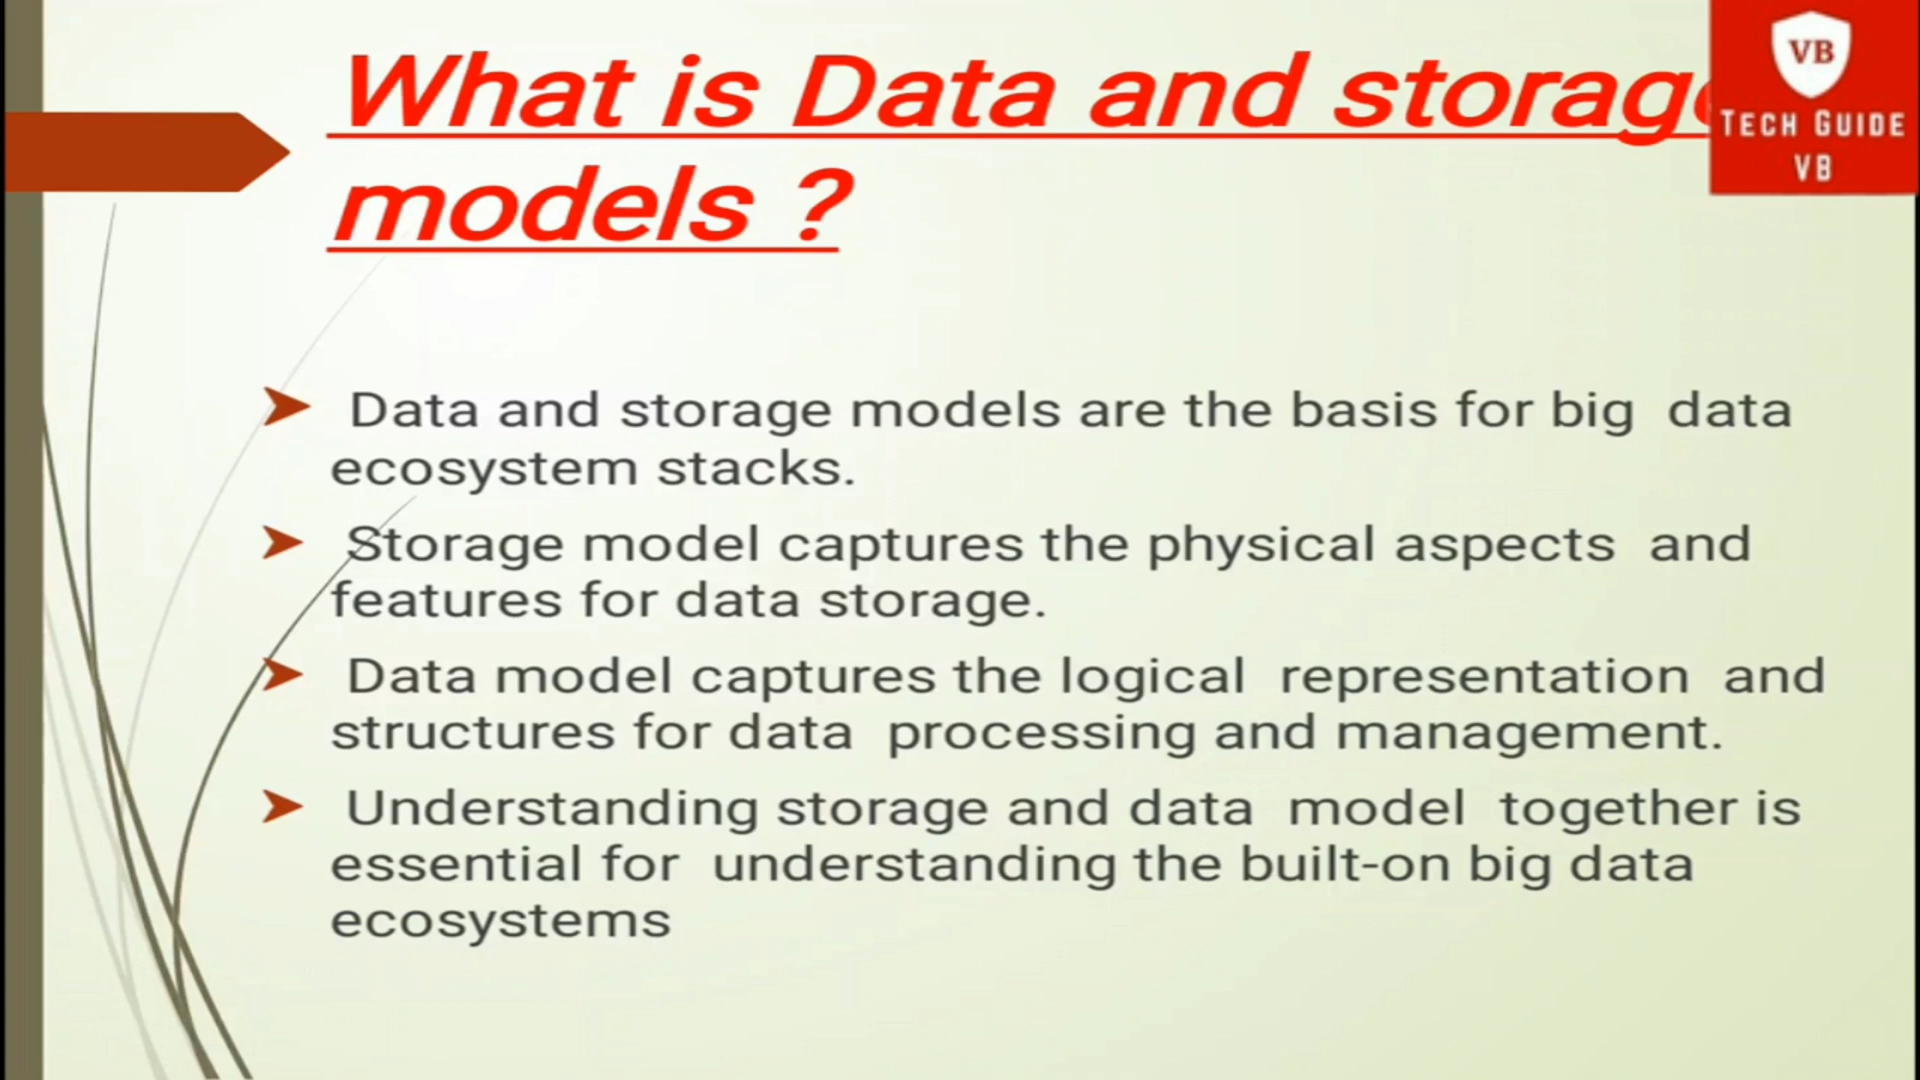 What is Data and storage
models ?
VB
TECH GUIDE
VB
Data and storage models are the basis for big data
ecosystem stacks.
Storage model captures the physical aspects and
features for data storage.
Data model captures the logical representation and
structures for data processing and management.
Understanding storage and data model together is
essential for understanding the built-on big data
ecosystems